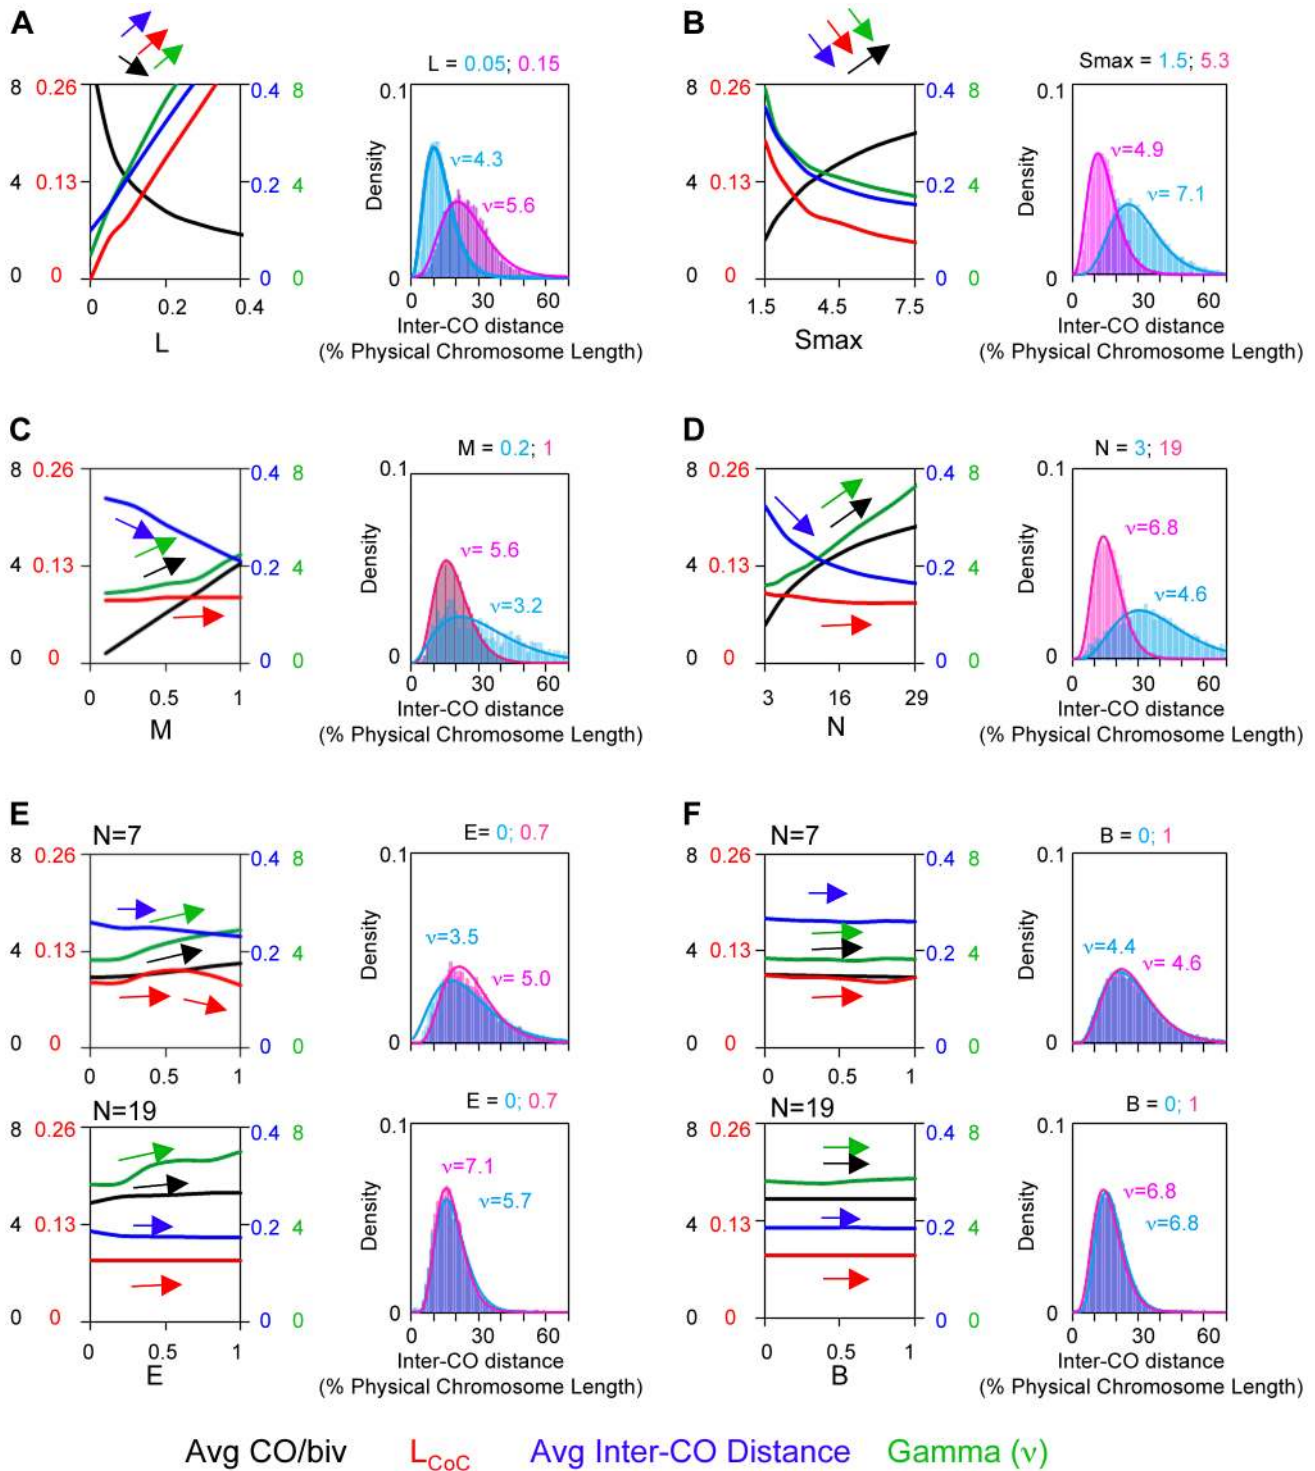 A
L = 0.05; 0.15
8 0.26 0.4 8
0.1
ν=4.3
ν=5.6
4 0.13 0.2 4
Density
0 0 0 0
0
0 0.2 0.4
L
0 30 60
Inter-CO distance
(% Physical Chromosome Length)
B
Smax = 1.5; 5.3
8 0.26 0.4 8
0.1
ν=4.9
ν= 7.1
4 0.13 0.2 4
Density
0 0 0 0
0
1.5 4.5 7.5
Smax
0 30 60
Inter-CO distance
(% Physical Chromosome Length)
C
M = 0.2; 1
8 0.26 0.4 8
0.1
ν= 5.6
ν=3.2
4 0.13 0.2 4
Density
0 0 0 0
0
0 0.5 1
M
0 30 60
Inter-CO distance
(% Physical Chromosome Length)
D
N = 3; 19
8 0.26 0.4 8
0.1
ν=6.8
ν=4.6
4 0.13 0.2 4
Density
0 0 0 0
0
3 16 29
N
0 30 60
Inter-CO distance
(% Physical Chromosome Length)
E
N=7
E= 0; 0.7
8 0.26 0.4 8
0.1
ν=3.5
ν= 5.0
4 0.13 0.2 4
Density
0 0 0 0
0
0 0.5 1
N=19
E = 0; 0.7
8 0.26 0.4 8
0.1
ν=7.1
ν=5.7
4 0.13 0.2 4
Density
0 0 0 0
0
0 0.5 1
E
0 30 60
Inter-CO distance
(% Physical Chromosome Length)
F
N=7
B = 0; 1
8 0.26 0.4 8
0.1
ν=4.4
ν= 4.6
4 0.13 0.2 4
Density
0 0 0 0
0
0 0.5 1
N=19
B = 0; 1
8 0.26 0.4 8
0.1
ν=6.8
ν=6.8
4 0.13 0.2 4
Density
0 0 0 0
0
0 0.5 1
B
0 30 60
Inter-CO distance
(% Physical Chromosome Length)
Avg CO/biv LCoC Avg Inter-CO Distance Gamma (ν)